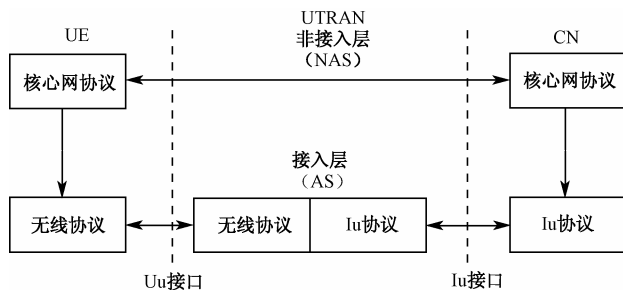 UTRAN
UE
非接入层
CN
（NAS）
核心网协议
核心网协议
接入层
（AS）
无线协议
无线协议
Iu协议
Iu协议
Uu接口
Iu接口